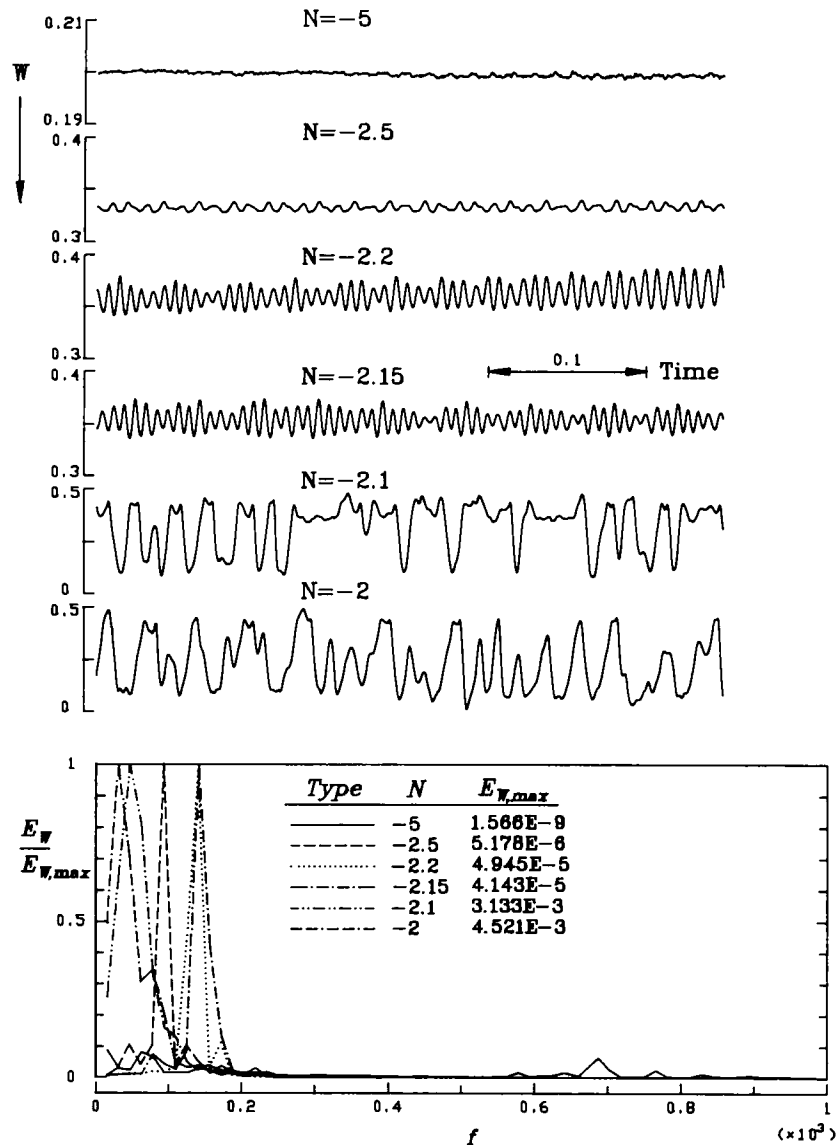 0.21
N=−5
W
0.19
N=−2.5
0.4
0.3
N=−2.2
0.4
0.3
0.1
Time
N=−2.15
0.4
0.3
N=−2.1
0.5
0
N=−2
0.5
0
1
Type N E_W,max
−5 1.566E−9
−2.5 5.178E−6
−2.2 4.945E−5
−2.15 4.143E−5
−2.1 3.133E−3
−2 4.521E−3
E_W
E_W,max
0.5
0
0 0.2 0.4 0.6 0.8 1
f
(×10³)